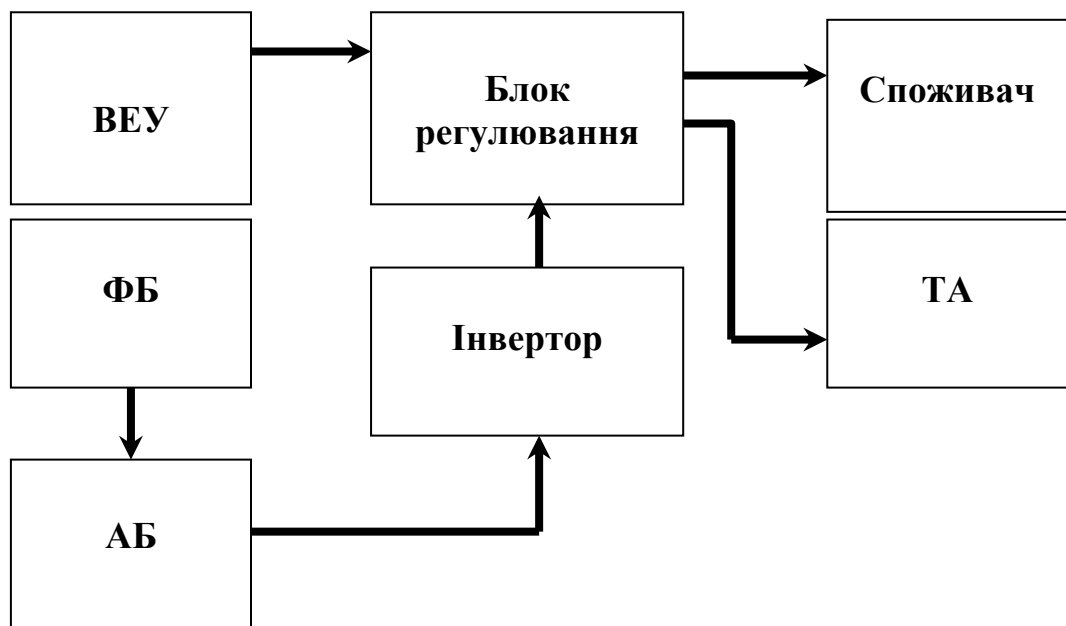 ВЕУ
Блок
регулювання
Споживач
ФБ
Інвертор
ТА
АБ